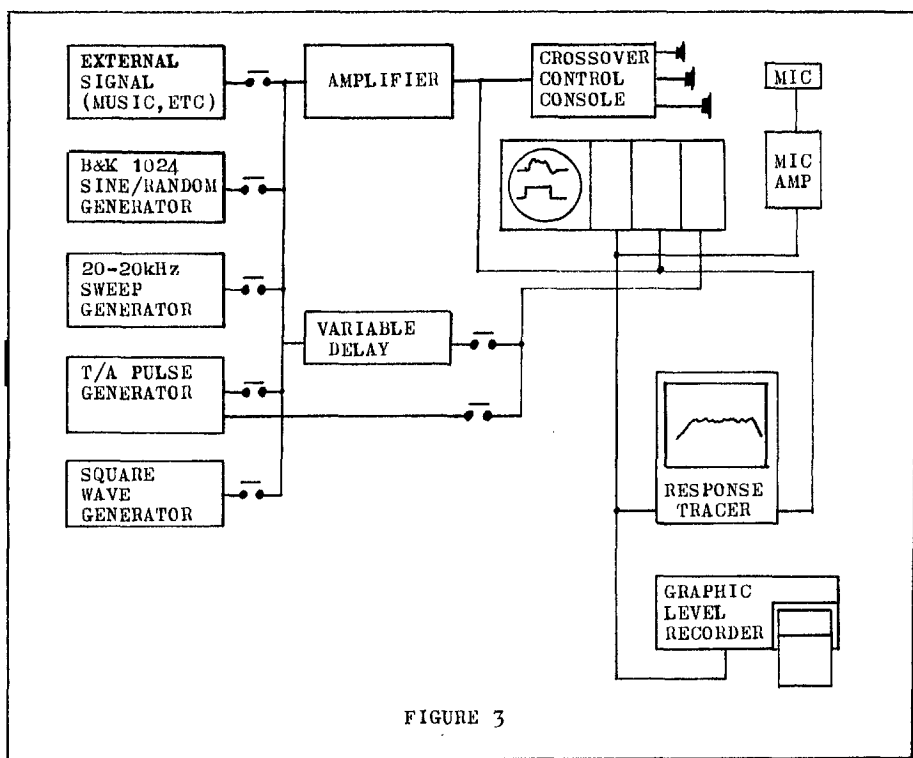 EXTERNAL
SIGNAL
(MUSIC, ETC)
AMPLIFIER
CROSSOVER
CONTROL
CONSOLE
MIC
B&K 1024
SINE/RANDOM
GENERATOR
MIC
AMP
20-20kHz
SWEEP
GENERATOR
VARIABLE
DELAY
T/A PULSE
GENERATOR
SQUARE
WAVE
GENERATOR
RESPONSE
TRACER
GRAPHIC
LEVEL
RECORDER
FIGURE 3